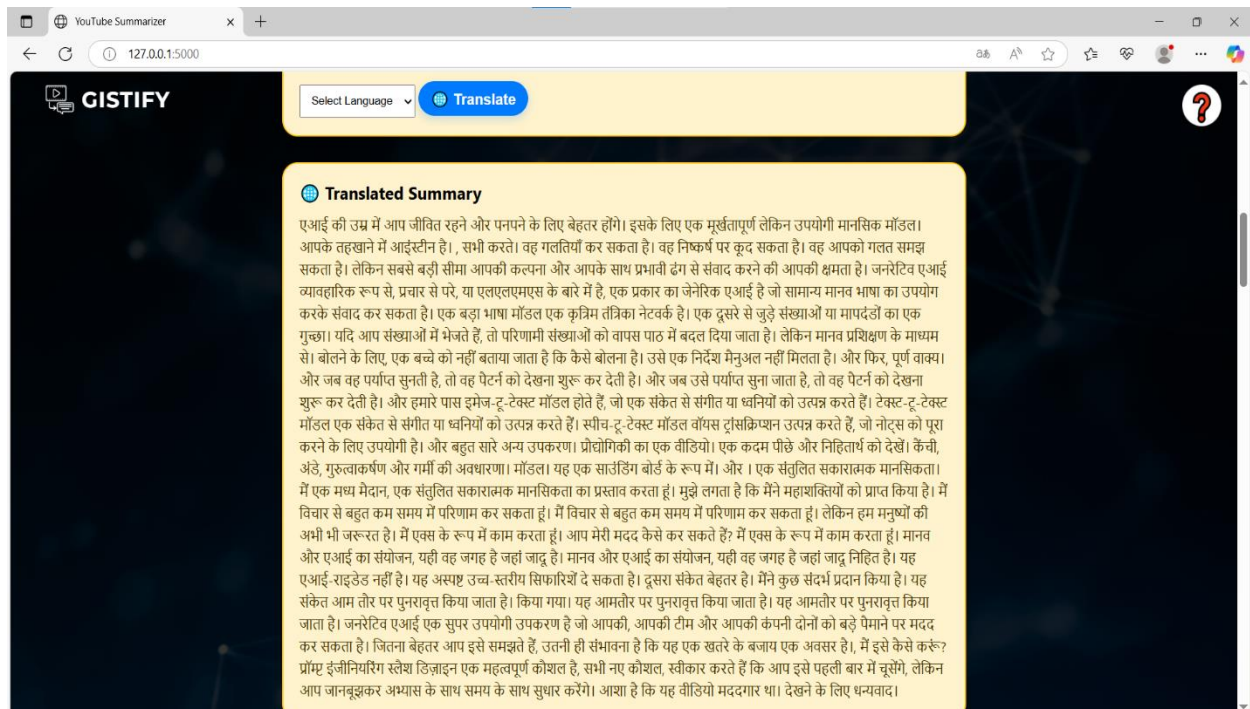 YouTube Summarizer
127.0.0.1:5000
GISTIFY
Select Language
Translate
?
Translated Summary
एआई की उम्र में आप जीवित रहने और पनपने के लिए बेहतर होंगे। इसके लिए एक मूर्खतापूर्ण लेकिन उपयोगी मानसिक मॉडल।
आपके तहखाने में आइंस्टीन है। , सभी करते। वह गलतियाँ कर सकता है। वह निष्कर्ष पर कूद सकता है। वह आपको गलत समझ
सकता है। लेकिन सबसे बड़ी सीमा आपकी कल्पना और आपके साथ प्रभावी ढंग से संवाद करने की आपकी क्षमता है। जनरेटिव एआई
व्यावहारिक रूप से, प्रचार से परे, या एलएलएमएस के बारे में है, एक प्रकार का जेनेरिक एआई है जो सामान्य मानव भाषा का उपयोग
करके संवाद कर सकता है। एक बड़ा भाषा मॉडल एक कृत्रिम तंत्रिका नेटवर्क है। एक दूसरे से जुड़े संख्याओं या मापदंडों का एक
गुच्छा। यदि आप संख्याओं में भेजते हैं, तो परिणामी संख्याओं को वापस पाठ में बदल दिया जाता है। लेकिन मानव प्रशिक्षण के माध्यम
से। बोलने के लिए, एक बच्चे को नहीं बताया जाता है कि कैसे बोलना है। उसे एक निर्देश मैनुअल नहीं मिलता है। और फिर, पूर्ण वाक्य।
और जब वह पर्याप्त सुनती है, तो वह पैटर्न को देखना शुरू कर देती है। और जब उसे पर्याप्त सुना जाता है, तो वह पैटर्न को देखना
शुरू कर देती है। और हमारे पास इमेज-टू-टेक्स्ट मॉडल होते हैं, जो एक संकेत से संगीत या ध्वनियों को उत्पन्न करते हैं। टेक्स्ट-टू-टेक्स्ट
मॉडल एक संकेत से संगीत या ध्वनियों को उत्पन्न करते हैं। स्पीच-टू-टेक्स्ट मॉडल वॉयस ट्रांसक्रिप्शन उत्पन्न करते हैं, जो नोट्स को पूरा
करने के लिए उपयोगी है। और बहुत सारे अन्य उपकरण। प्रौद्योगिकी का एक वीडियो। एक कदम पीछे और निहितार्थ को देखें। कैंची,
अंडे, गुरुत्वाकर्षण और गर्मी की अवधारणा। मॉडल। यह एक साउंडिंग बोर्ड के रूप में। और । एक संतुलित सकारात्मक मानसिकता।
मैं एक मध्य मैदान, एक संतुलित सकारात्मक मानसिकता का प्रस्ताव करता हूं। मुझे लगता है कि मैंने महाशक्तियों को प्राप्त किया है। मैं
विचार से बहुत कम समय में परिणाम कर सकता हूं। मैं विचार से बहुत कम समय में परिणाम कर सकता हूं। लेकिन हम मनुष्यों की
अभी भी जरूरत है। मैं एक्स के रूप में काम करता हूं। आप मेरी मदद कैसे कर सकते हैं? मैं एक्स के रूप में काम करता हूं। मानव
और एआई का संयोजन, यही वह जगह है जहां जादू है। मानव और एआई का संयोजन, यही वह जगह है जहां जादू निहित है। यह
एआई-राइडेड नहीं है। यह अस्पष्ट उच्च-स्तरीय सिफारिशें दे सकता है। दूसरा संकेत बेहतर है। मैंने कुछ संदर्भ प्रदान किया है। यह
संकेत आम तौर पर पुनरावृत्त किया जाता है। किया गया। यह आमतौर पर पुनरावृत्त किया जाता है। यह आमतौर पर पुनरावृत्त किया
जाता है। जनरेटिव एआई एक सुपर उपयोगी उपकरण है जो आपकी, आपकी टीम और आपकी कंपनी दोनों को बड़े पैमाने पर मदद
कर सकता है। जितना बेहतर आप इसे समझते हैं, उतनी ही संभावना है कि यह एक खतरे के बजाय एक अवसर है।, मैं इसे कैसे करूं?
प्रॉम्प्ट इंजीनियरिंग स्लैश डिज़ाइन एक महत्वपूर्ण कौशल है, सभी नए कौशल, स्वीकार करते हैं कि आप इसे पहली बार में चूसेंगे, लेकिन
आप जानबूझकर अभ्यास के साथ समय के साथ सुधार करेंगे। आशा है कि यह वीडियो मददगार था। देखने के लिए धन्यवाद।